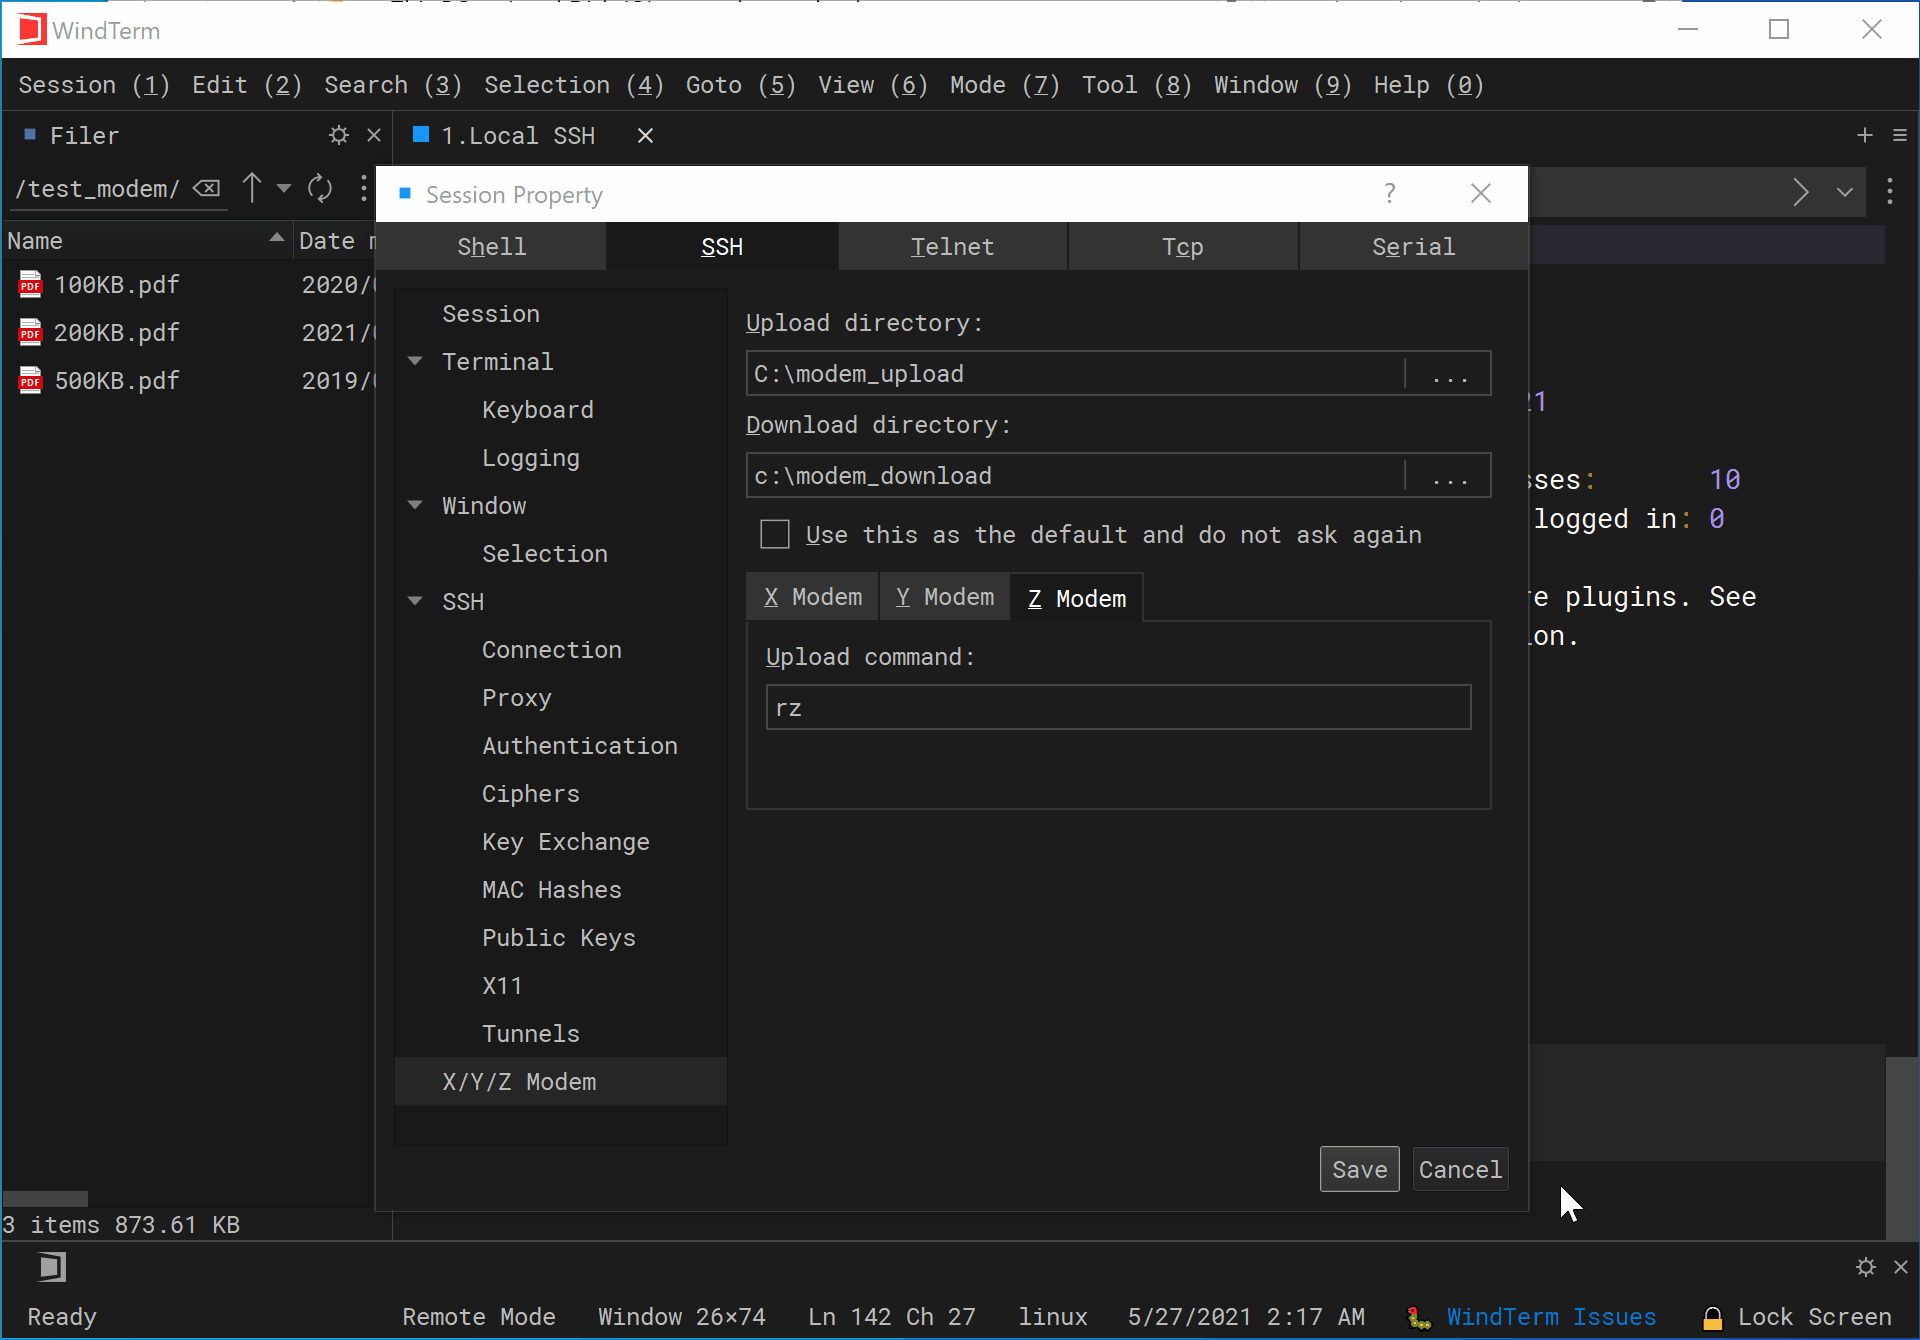 WindTerm
Session (1) Edit (2) Search (3) Selection (4) Goto (5) View (6) Mode (7) Tool (8) Window (9) Help (0)
Filer
1.Local SSH
/test_modem/
Session Property
?
Name
Date
Shell
SSH
Telnet
Tcp
Serial
PDF 100KB.pdf 2020/
PDF 200KB.pdf 2021/
PDF 500KB.pdf 2019/
Session
Terminal
Keyboard
Logging
Window
Selection
SSH
Connection
Proxy
Authentication
Ciphers
Key Exchange
MAC Hashes
Public Keys
X11
Tunnels
X/Y/Z Modem
Upload directory:
C:\modem_upload
...
Download directory:
c:\modem_download
...
Use this as the default and do not ask again
X Modem
Y Modem
Z Modem
Upload command:
rz
Save
Cancel
21
sses: 10
logged in: 0
re plugins. See
ion.
3 items 873.61 KB
Ready
Remote Mode
Window 26×74
Ln 142 Ch 27
linux
5/27/2021 2:17 AM
WindTerm Issues
Lock Screen